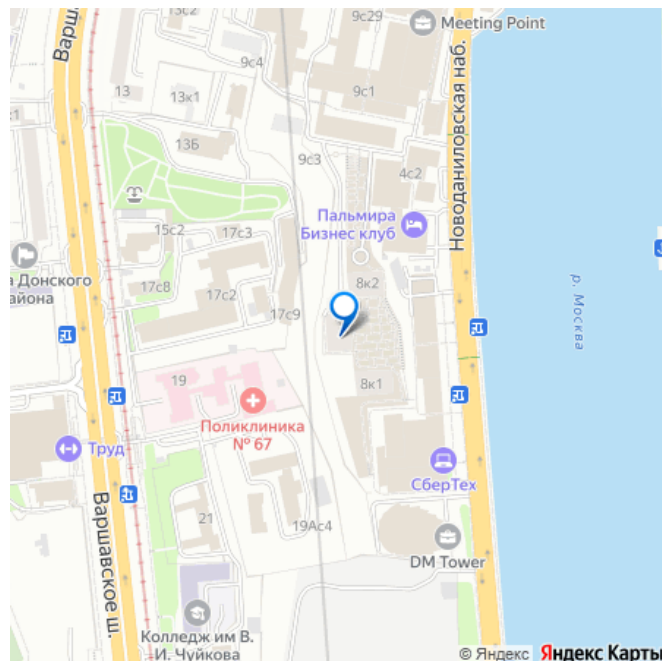 Варш
13с2
9с29
Meeting Point
9с4
13
13к1
9с1
к1
13Б
9с3
4с2
Новоданиловская наб.
15с2
17с3
Пальмира
Бизнес клуб
а Донского
айона
17с8
17с2
8к2
17с9
р. Москва
19
8к1
Поликлиника
№ 67
Труд
СберТех
Варшавское ш.
21
19Ас4
DM Tower
Колледж им В.
И. Чуйкова
© Яндекс Яндекс Карты